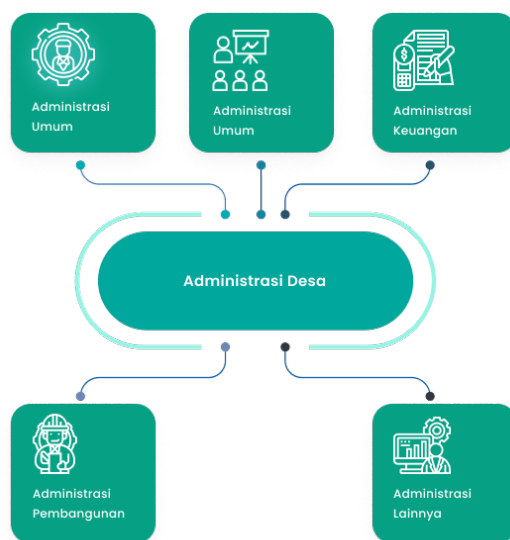 Administrasi
Umum
Administrasi
Umum
Administrasi
Keuangan
Administrasi Desa
Administrasi
Pembangunan
Administrasi
Lainnya